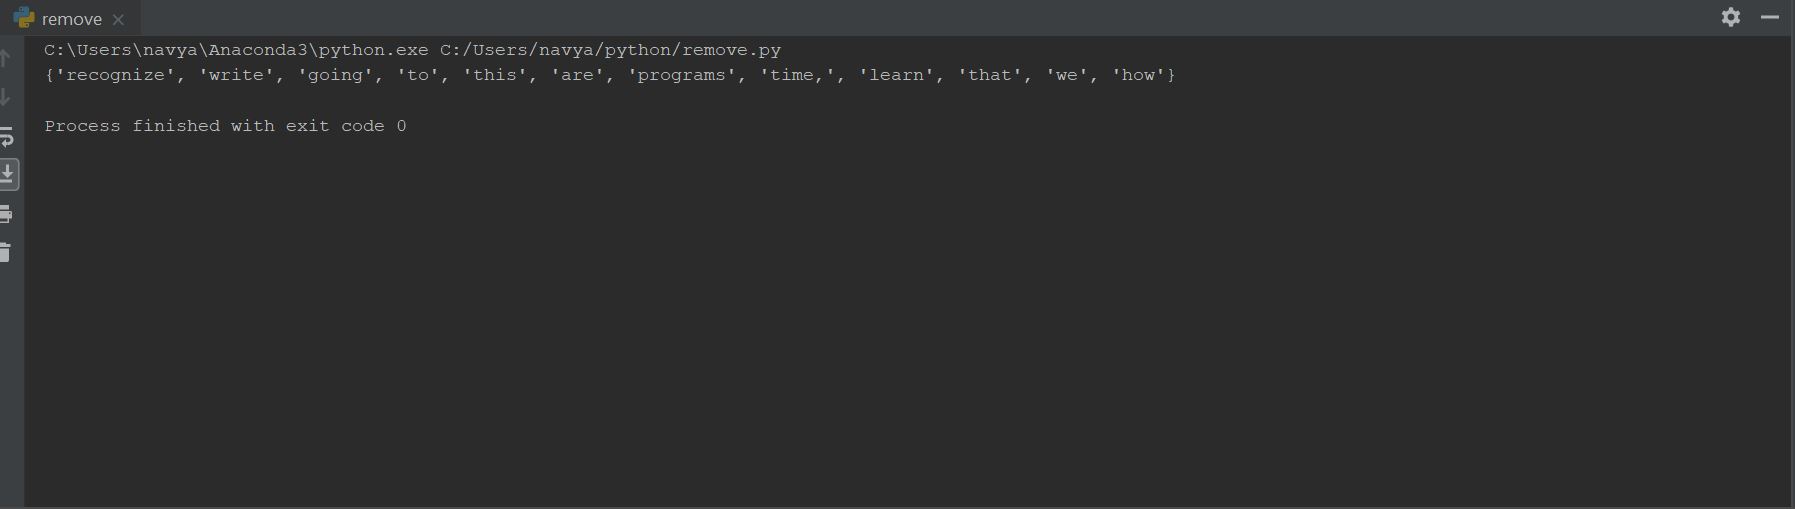 remove
C:\Users\navya\Anaconda3\python.exe C:/Users/navya/python/remove.py
{'recognize', 'write', 'going', 'to', 'this', 'are', 'programs', 'time,', 'learn', 'that', 'we', 'how'}
Process finished with exit code 0